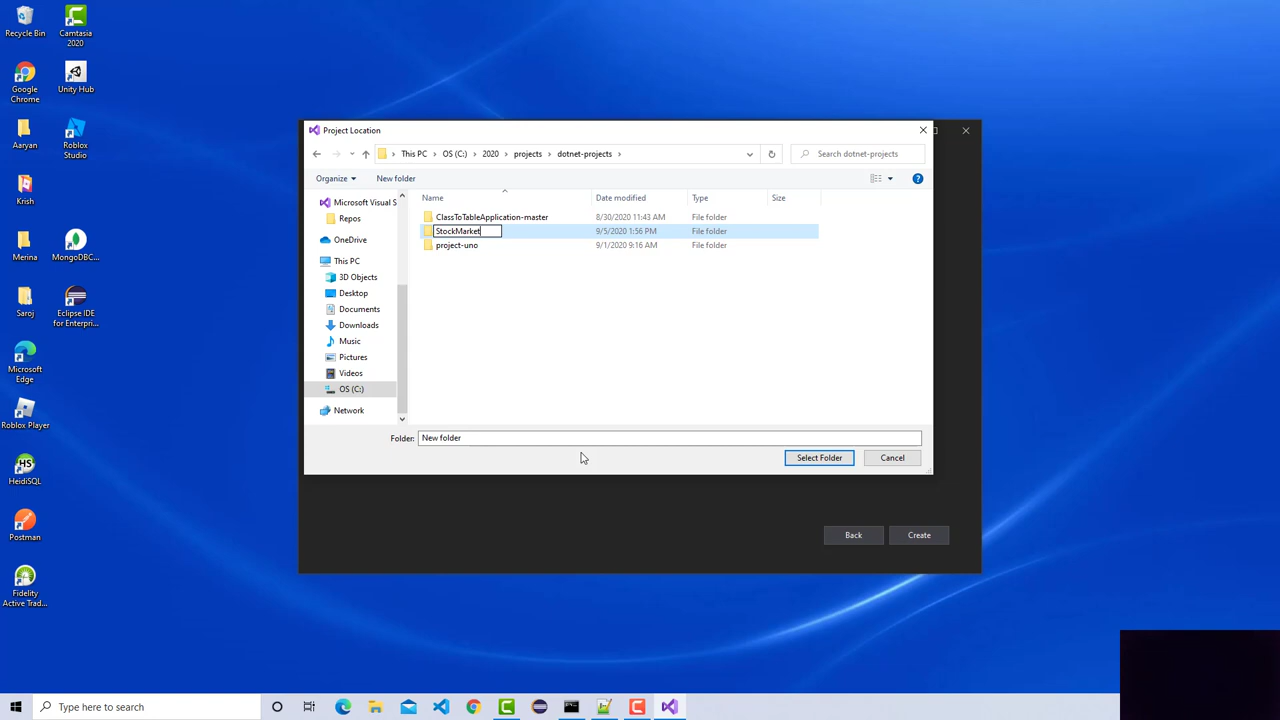 Recycle Bin
Camtasia
2020
Google
Chrome
Unity Hub
Aaryan
Roblox
Studio
Krish
Merina
MongoDBC...
Saroj
Eclipse IDE
for Enterpri...
Microsoft
Edge
Roblox Player
HeidiSQL
Postman
Fidelity
Active Trad...
Project Location
This PC
OS (C:)
2020
projects
dotnet-projects
Search dotnet-projects
Organize
New folder
Name
Date modified
Type
Size
Microsoft Visual S
Repos
OneDrive
This PC
3D Objects
Desktop
Documents
Downloads
Music
Pictures
Videos
OS (C:)
Network
ClassToTableApplication-master
8/30/2020 11:43 AM
File folder
StockMarket
9/5/2020 1:56 PM
File folder
project-uno
9/1/2020 9:16 AM
File folder
Folder:
New folder
Select Folder
Cancel
Back
Create
Type here to search